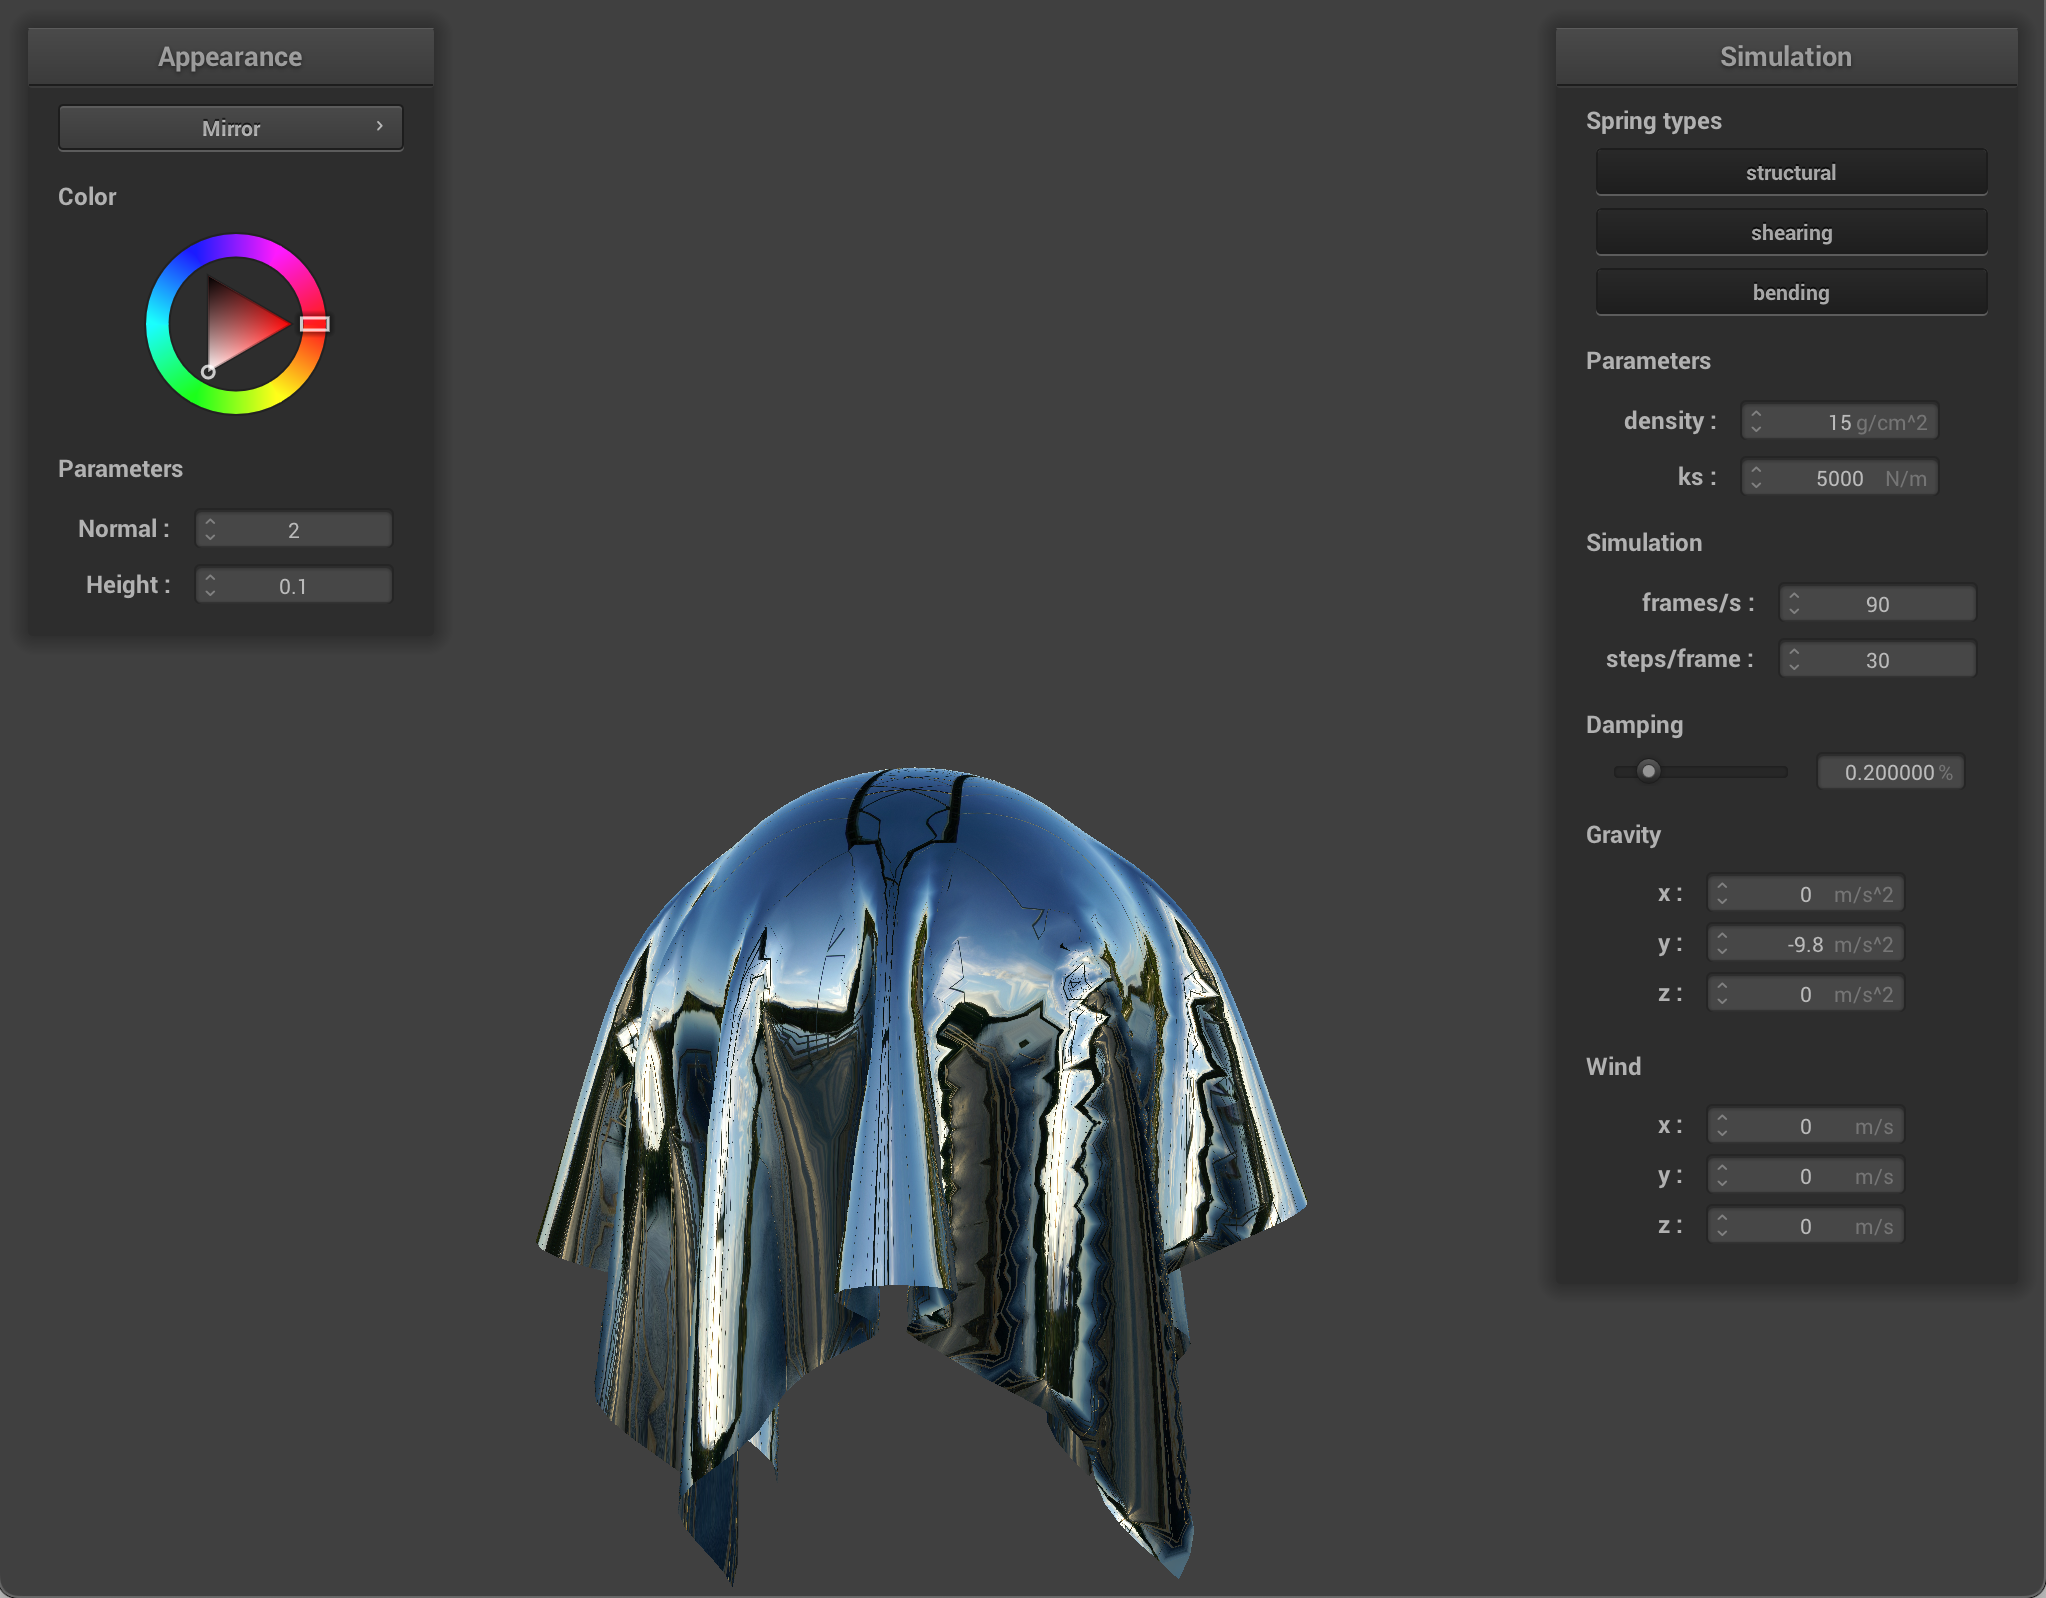 Appearance
Mirror
Color
Parameters
Normal : 2
Height : 0.1
Simulation
Spring types
structural
shearing
bending
Parameters
density : 15 g/cm^2
ks : 5000 N/m
Simulation
frames/s : 90
steps/frame : 30
Damping
0.200000 %
Gravity
x : 0 m/s^2
y : -9.8 m/s^2
z : 0 m/s^2
Wind
x : 0 m/s
y : 0 m/s
z : 0 m/s